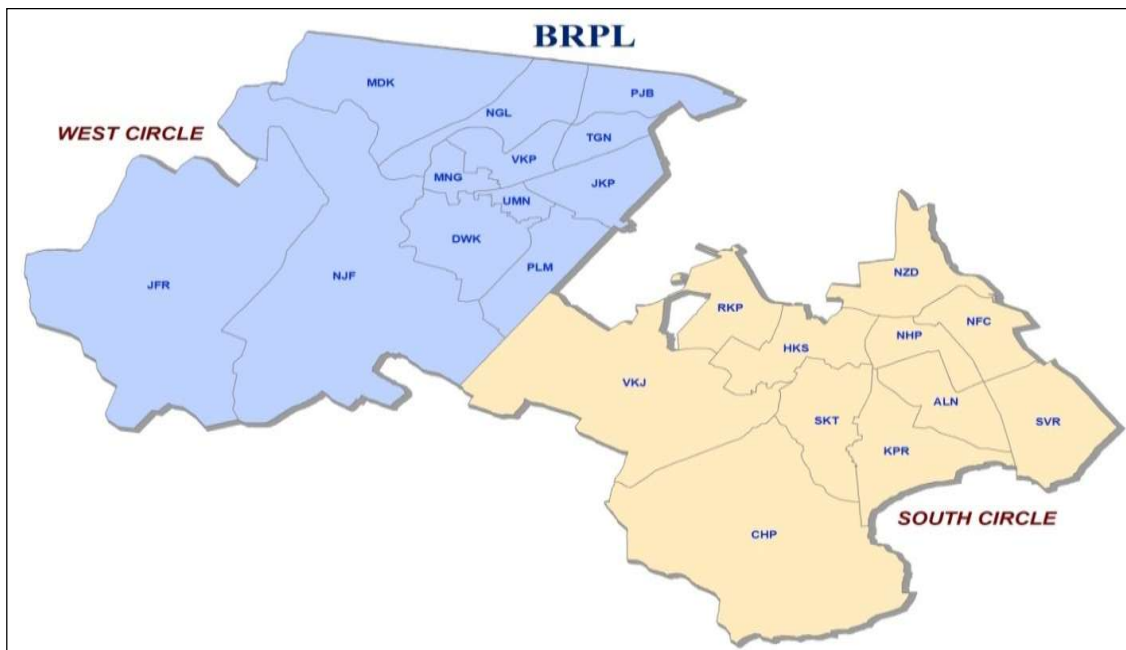 BRPL
WEST CIRCLE
MDK
NGL
PJB
TGN
VKP
MNG
JKP
UMN
DWK
PLM
JFR
NJF
NZD
RKP
NFC
NHP
HKS
VKJ
ALN
SKT
SVR
KPR
SOUTH CIRCLE
CHP